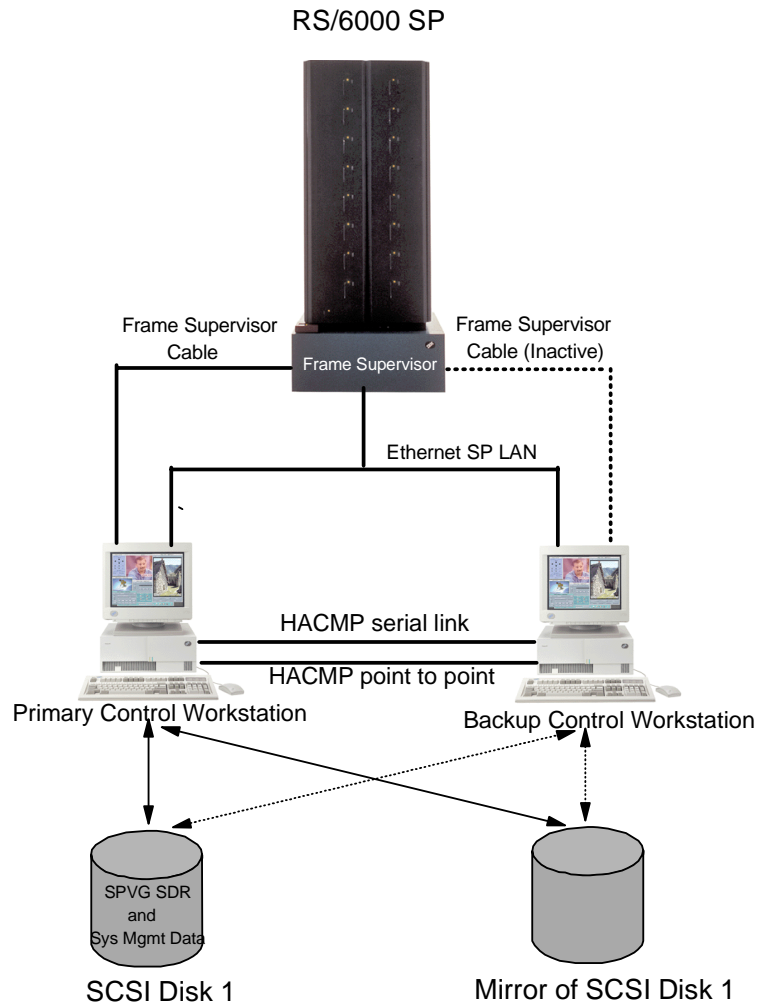 RS/6000 SP
Frame Supervisor
Cable
Frame Supervisor
Cable (Inactive)
Frame Supervisor
Ethernet SP LAN
HACMP serial link
HACMP point to point
Primary Control Workstation
Backup Control Workstation
SPVG SDR
and
Sys Mgmt Data
SCSI Disk 1
Mirror of SCSI Disk 1